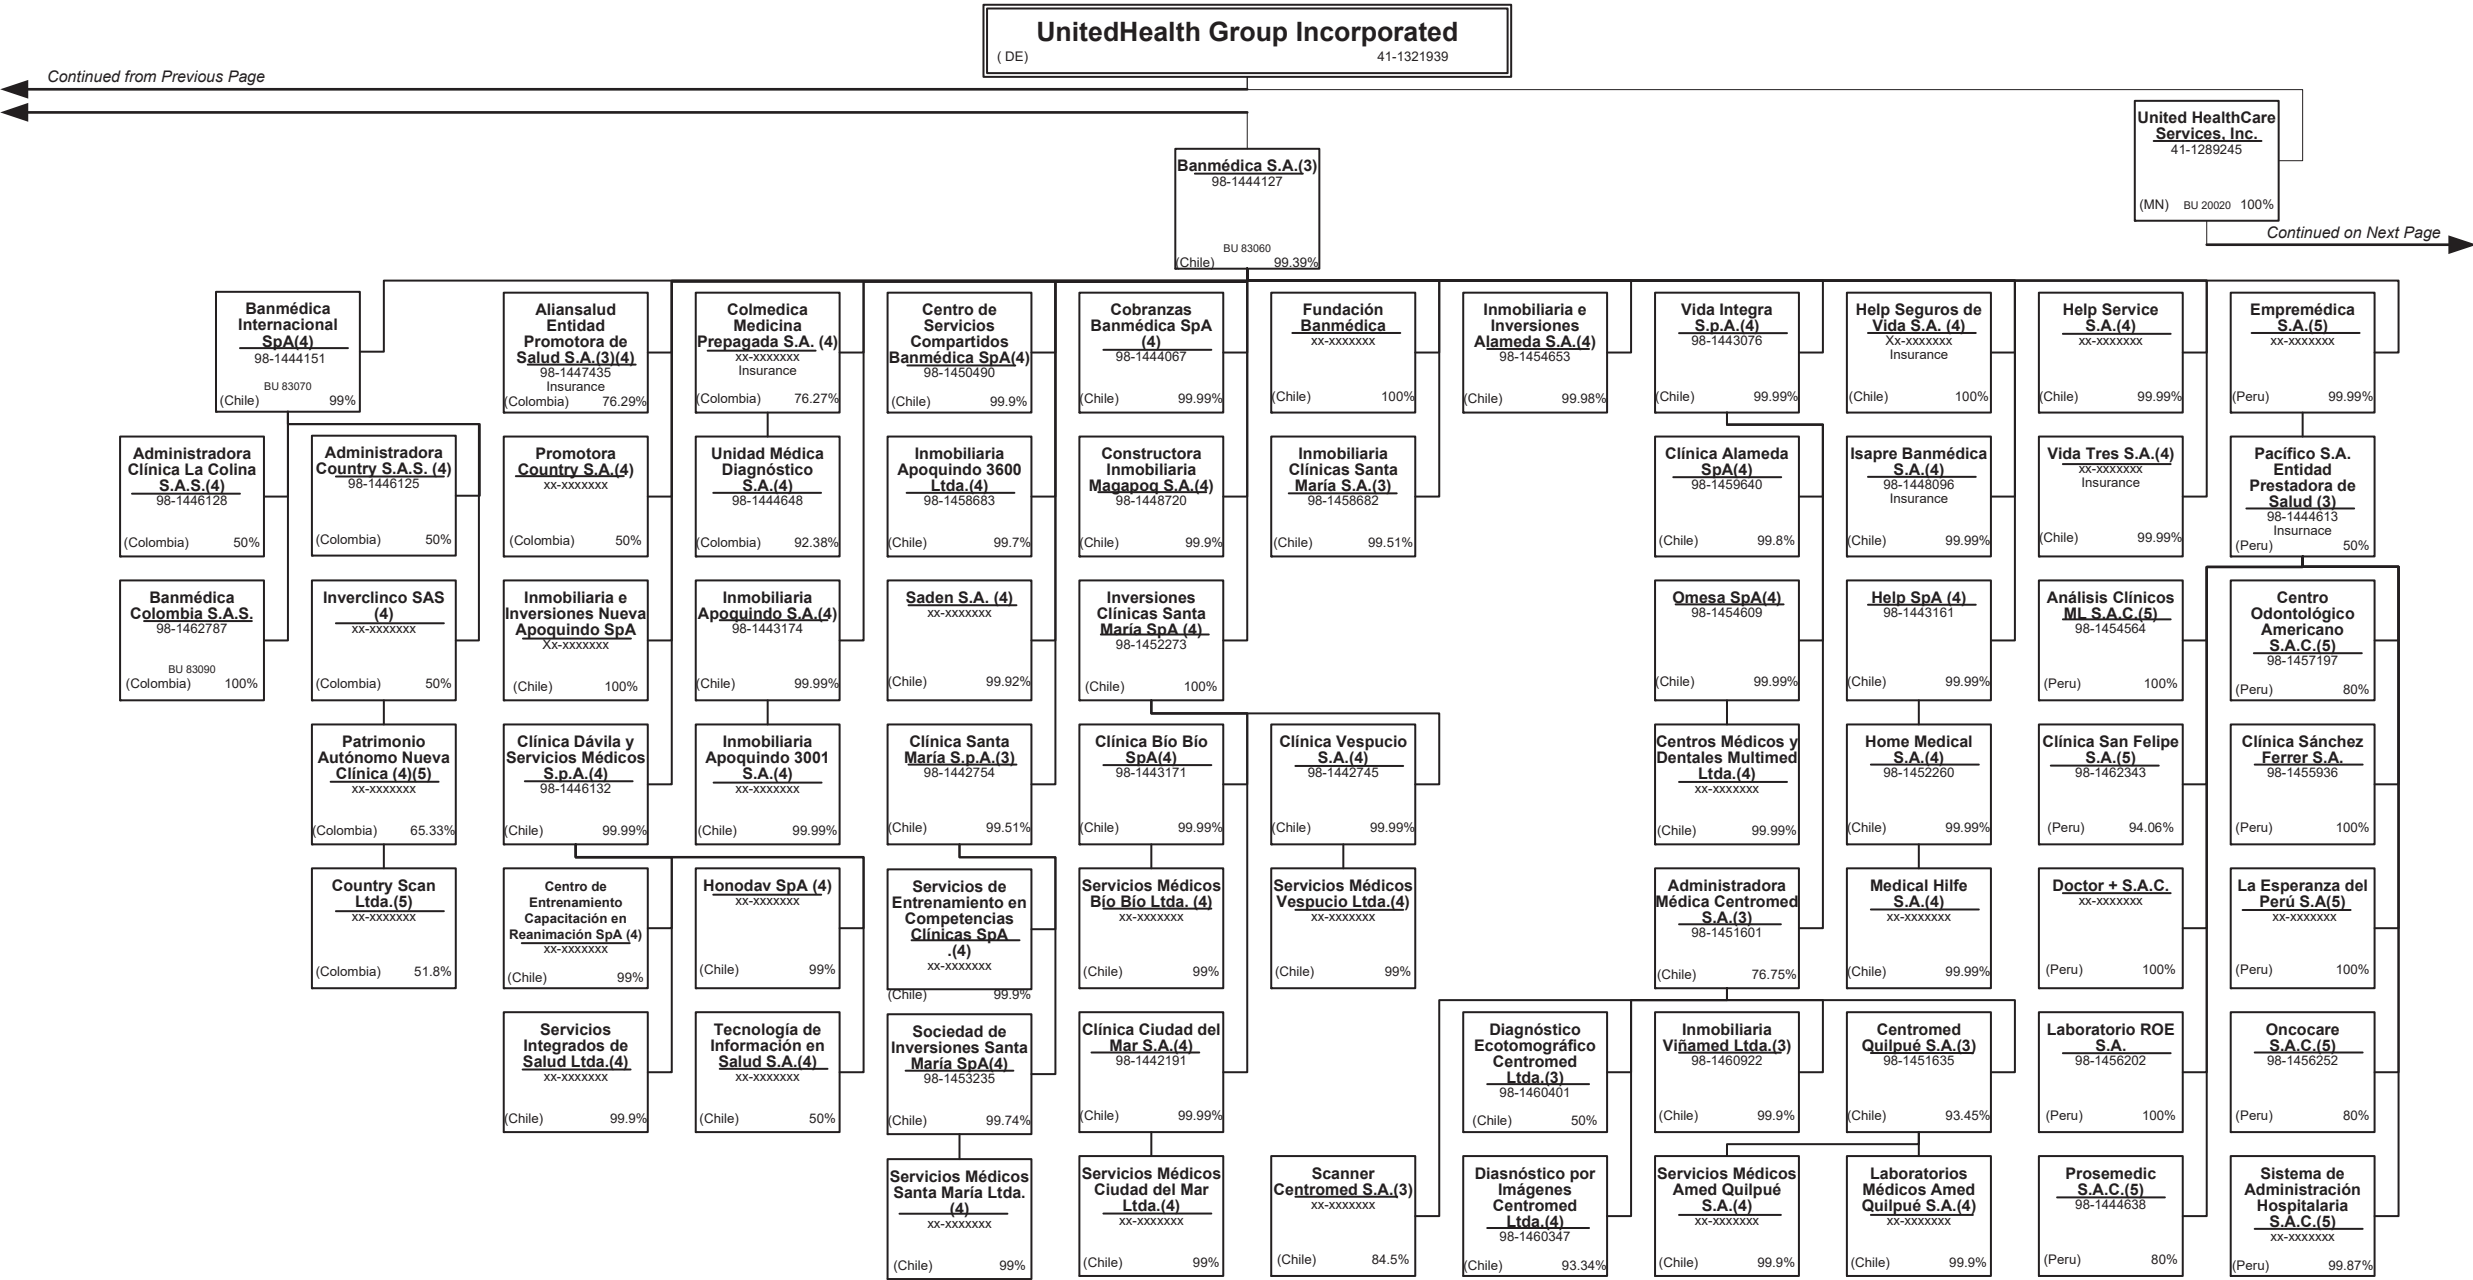 UnitedHealth Group Incorporated
( DE) 41-1321939
Continued from Previous Page
United HealthCare
Services, Inc.
41-1289245
(MN) BU 20020 100%
Continued on Next Page
Banmédica S.A.(3)
98-1444127
BU 83060
(Chile) 99.39%
Banmédica
Internacional
SpA(4)
98-1444151
BU 83070
(Chile) 99%
Aliansalud
Entidad
Promotora de
Salud S.A.(3)(4)
98-1447435
Insurance
(Colombia) 76.29%
Colmedica
Medicina
Prepagada S.A. (4)
xx-xxxxxxx
Insurance
(Colombia) 76.27%
Centro de
Servicios
Compartidos
Banmédica SpA(4)
98-1450490
(Chile) 99.9%
Cobranzas
Banmédica SpA
(4)
98-1444067
(Chile) 99.99%
Fundación
Banmédica
xx-xxxxxxx
(Chile) 100%
Inmobiliaria e
Inversiones
Alameda S.A.(4)
98-1454653
(Chile) 99.98%
Vida Integra
S.p.A.(4)
98-1443076
(Chile) 99.99%
Help Seguros de
Vida S.A. (4)
Xx-xxxxxxx
Insurance
(Chile) 100%
Help Service
S.A.(4)
xx-xxxxxxx
(Chile) 99.99%
Empremédica
S.A.(5)
xx-xxxxxxx
(Peru) 99.99%
Administradora
Clínica La Colina
S.A.S.(4)
98-1446128
(Colombia) 50%
Administradora
Country S.A.S. (4)
98-1446125
(Colombia) 50%
Promotora
Country S.A.(4)
xx-xxxxxxx
(Colombia) 50%
Unidad Médica
Diagnóstico
S.A.(4)
98-1444648
(Colombia) 92.38%
Inmobiliaria
Apoquindo 3600
Ltda.(4)
98-1458683
(Chile) 99.7%
Constructora
Inmobiliaria
Magapoq S.A.(4)
98-1448720
(Chile) 99.9%
Inmobiliaria
Clínicas Santa
María S.A.(3)
98-1458682
(Chile) 99.51%
Clínica Alameda
SpA(4)
98-1459640
(Chile) 99.8%
Isapre Banmédica
S.A.(4)
98-1448096
Insurance
(Chile) 99.99%
Vida Tres S.A.(4)
xx-xxxxxxx
Insurance
(Chile) 99.99%
Pacífico S.A.
Entidad
Prestadora de
Salud (3)
98-1444613
Insurnace
(Peru) 50%
Banmédica
Colombia S.A.S.
98-1462787
BU 83090
(Colombia) 100%
Inverclinco SAS
(4)
xx-xxxxxxx
(Colombia) 50%
Inmobiliaria e
Inversiones Nueva
Apoquindo SpA
Xx-xxxxxxx
(Chile) 100%
Inmobiliaria
Apoquindo S.A.(4)
98-1443174
(Chile) 99.99%
Saden S.A. (4)
xx-xxxxxxx
(Chile) 99.92%
Inversiones
Clínicas Santa
María SpA (4)
98-1452273
(Chile) 100%
Omesa SpA(4)
98-1454609
(Chile) 99.99%
Help SpA (4)
98-1443161
(Chile) 99.99%
Análisis Clínicos
ML S.A.C.(5)
98-1454564
(Peru) 100%
Centro
Odontológico
Americano
S.A.C.(5)
98-1457197
(Peru) 80%
Patrimonio
Autónomo Nueva
Clínica (4)(5)
xx-xxxxxxx
(Colombia) 65.33%
Clínica Dávila y
Servicios Médicos
S.p.A.(4)
98-1446132
(Chile) 99.99%
Inmobiliaria
Apoquindo 3001
S.A.(4)
xx-xxxxxxx
(Chile) 99.99%
Clínica Santa
María S.p.A.(3)
98-1442754
(Chile) 99.51%
Clínica Bío Bío
SpA(4)
98-1443171
(Chile) 99.99%
Clínica Vespucio
S.A.(4)
98-1442745
(Chile) 99.99%
Centros Médicos y
Dentales Multimed
Ltda.(4)
xx-xxxxxxx
(Chile) 99.99%
Home Medical
S.A.(4)
98-1452260
(Chile) 99.99%
Clínica San Felipe
S.A.(5)
98-1462343
(Peru) 94.06%
Clínica Sánchez
Ferrer S.A.
98-1455936
(Peru) 100%
Country Scan
Ltda.(5)
xx-xxxxxxx
(Colombia) 51.8%
Centro de
Entrenamiento
Capacitación en
Reanimación SpA (4)
xx-xxxxxxx
(Chile) 99%
Honodav SpA (4)
xx-xxxxxxx
(Chile) 99%
Servicios de
Entrenamiento en
Competencias
Clínicas SpA
.(4)
xx-xxxxxxx
(Chile) 99.9%
Servicios Médicos
Bío Bío Ltda. (4)
xx-xxxxxxx
(Chile) 99%
Servicios Médicos
Vespucio Ltda.(4)
xx-xxxxxxx
(Chile) 99%
Administradora
Médica Centromed
S.A.(3)
98-1451601
(Chile) 76.75%
Medical Hilfe
S.A.(4)
xx-xxxxxxx
(Chile) 99.99%
Doctor + S.A.C.
xx-xxxxxxx
(Peru) 100%
La Esperanza del
Perú S.A(5)
xx-xxxxxxx
(Peru) 100%
Servicios
Integrados de
Salud Ltda.(4)
xx-xxxxxxx
(Chile) 99.9%
Tecnología de
Información en
Salud S.A.(4)
xx-xxxxxxx
(Chile) 50%
Sociedad de
Inversiones Santa
María SpA(4)
98-1453235
(Chile) 99.74%
Clínica Ciudad del
Mar S.A.(4)
98-1442191
(Chile) 99.99%
Diagnóstico
Ecotomográfico
Centromed
Ltda.(3)
98-1460401
(Chile) 50%
Inmobiliaria
Viñamed Ltda.(3)
98-1460922
(Chile) 99.9%
Centromed
Quilpué S.A.(3)
98-1451635
(Chile) 93.45%
Laboratorio ROE
S.A.
98-1456202
(Peru) 100%
Oncocare
S.A.C.(5)
98-1456252
(Peru) 80%
Servicios Médicos
Santa María Ltda.
(4)
xx-xxxxxxx
(Chile) 99%
Servicios Médicos
Ciudad del Mar
Ltda.(4)
xx-xxxxxxx
(Chile) 99%
Scanner
Centromed S.A.(3)
xx-xxxxxxx
(Chile) 84.5%
Diasnóstico por
Imágenes
Centromed
Ltda.(4)
98-1460347
(Chile) 93.34%
Servicios Médicos
Amed Quilpué
S.A.(4)
xx-xxxxxxx
(Chile) 99.9%
Laboratorios
Médicos Amed
Quilpué S.A.(4)
xx-xxxxxxx
(Chile) 99.9%
Prosemedic
S.A.C.(5)
98-1444638
(Peru) 80%
Sistema de
Administración
Hospitalaria
S.A.C.(5)
xx-xxxxxxx
(Peru) 99.87%